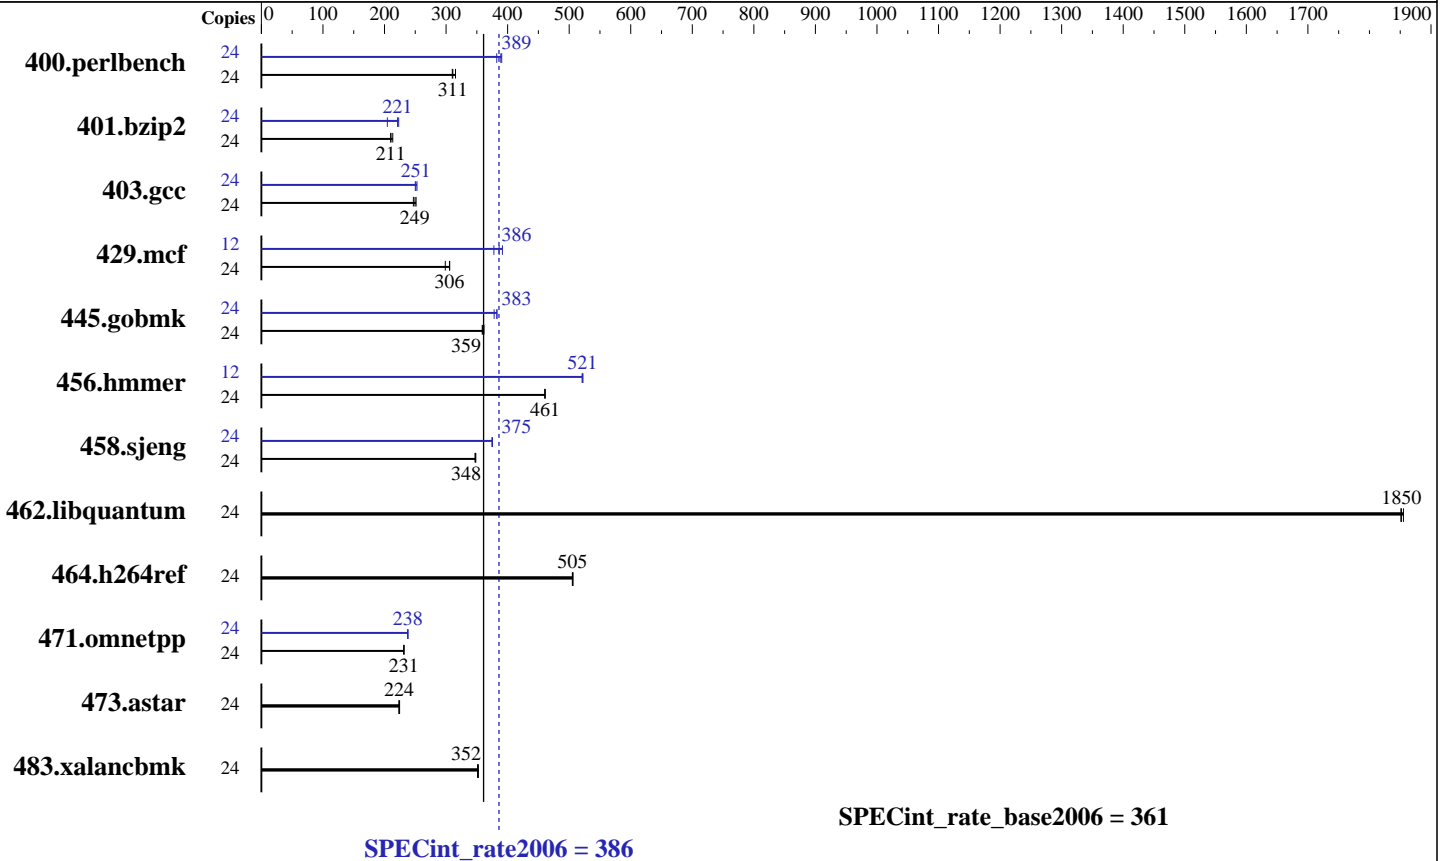 Copies 0 100 200 300 400 500 600 700 800 900 1000 1100 1200 1300 1400 1500 1600 1700 1900
400.perlbench 24 389
24 311
401.bzip2 24 221
24 211
403.gcc 24 251
24 249
429.mcf 12 386
24 306
445.gobmk 24 383
24 359
456.hmmer 12 521
24 461
458.sjeng 24 375
24 348
462.libquantum 24 1850
464.h264ref 24 505
471.omnetpp 24 238
24 231
473.astar 24 224
483.xalancbmk 24 352
SPECint_rate_base2006 = 361
SPECint_rate2006 = 386